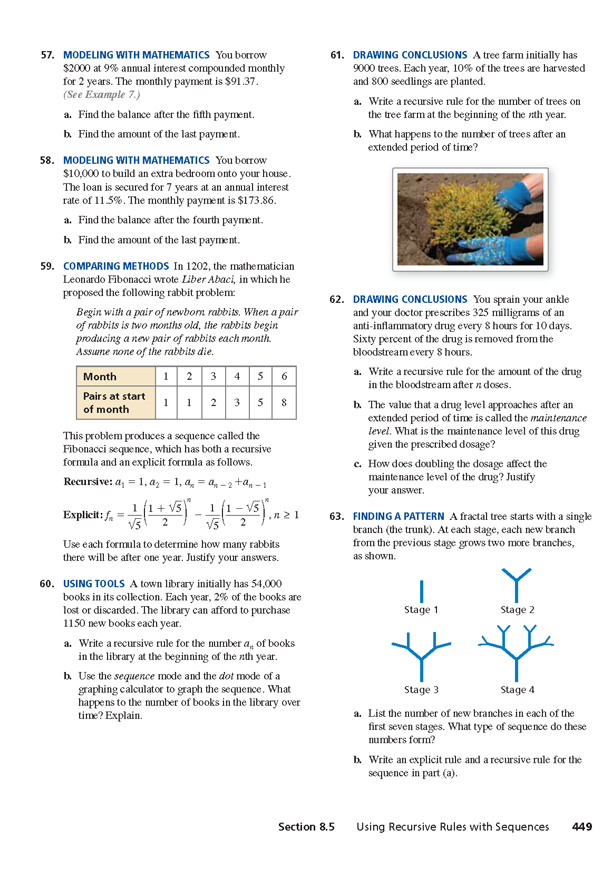 57. MODELING WITH MATHEMATICS You borrow
$2000 at 9% annual interest compounded monthly
for 2 years. The monthly payment is $91.37.
(See Example 7.)
a. Find the balance after the fifth payment.
b. Find the amount of the last payment.
58. MODELING WITH MATHEMATICS You borrow
$10,000 to build an extra bedroom onto your house.
The loan is secured for 7 years at an annual interest
rate of 11.5%. The monthly payment is $173.86.
a. Find the balance after the fourth payment.
b. Find the amount of the last payment.
59. COMPARING METHODS In 1202, the mathematician
Leonardo Fibonacci wrote Liber Abaci, in which he
proposed the following rabbit problem:
Begin with a pair of newborn rabbits. When a pair
of rabbits is two months old, the rabbits begin
producing a new pair of rabbits each month.
Assume none of the rabbits die.
Month 1 2 3 4 5 6
Pairs at start
of month 1 1 2 3 5 8
This problem produces a sequence called the
Fibonacci sequence, which has both a recursive
formula and an explicit formula as follows.
Recursive: a₁ = 1, a₂ = 1, aₙ = aₙ₋₂ + aₙ₋₁
Explicit: fₙ = 1/√5 ((1 + √5)/2)ⁿ − 1/√5 ((1 − √5)/2)ⁿ, n ≥ 1
Use each formula to determine how many rabbits
there will be after one year. Justify your answers.
60. USING TOOLS A town library initially has 54,000
books in its collection. Each year, 2% of the books are
lost or discarded. The library can afford to purchase
1150 new books each year.
a. Write a recursive rule for the number aₙ of books
in the library at the beginning of the nth year.
b. Use the sequence mode and the dot mode of a
graphing calculator to graph the sequence. What
happens to the number of books in the library over
time? Explain.
61. DRAWING CONCLUSIONS A tree farm initially has
9000 trees. Each year, 10% of the trees are harvested
and 800 seedlings are planted.
a. Write a recursive rule for the number of trees on
the tree farm at the beginning of the nth year.
b. What happens to the number of trees after an
extended period of time?
62. DRAWING CONCLUSIONS You sprain your ankle
and your doctor prescribes 325 milligrams of an
anti-inflammatory drug every 8 hours for 10 days.
Sixty percent of the drug is removed from the
bloodstream every 8 hours.
a. Write a recursive rule for the amount of the drug
in the bloodstream after n doses.
b. The value that a drug level approaches after an
extended period of time is called the maintenance
level. What is the maintenance level of this drug
given the prescribed dosage?
c. How does doubling the dosage affect the
maintenance level of the drug? Justify
your answer.
63. FINDING A PATTERN A fractal tree starts with a single
branch (the trunk). At each stage, each new branch
from the previous stage grows two more branches,
as shown.
Stage 1 Stage 2
Stage 3 Stage 4
a. List the number of new branches in each of the
first seven stages. What type of sequence do these
numbers form?
b. Write an explicit rule and a recursive rule for the
sequence in part (a).
Section 8.5 Using Recursive Rules with Sequences 449